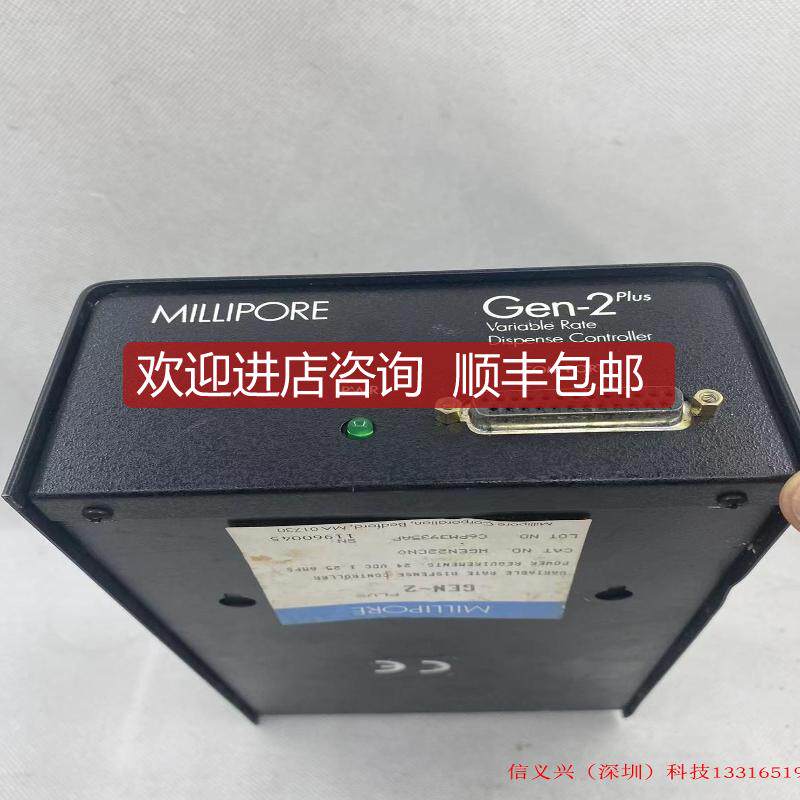 MILLIPORE
Gen-2 Plus
Variable Rate
Dispense Controller
欢迎进店咨询 顺丰包邮
Millipore Corporation, Bedford, MA 01730
LOT NO C6PM3935AP SN 11960045
CAT NO WGEN22CN0
POWER REQUIREMENTS: 24 VDC 1.25 AMPS
VARIABLE RATE DISPENSE CONTROLLER
GEN-2 PLUS
MILLIPORE
CE
信义兴（深圳）科技13316519